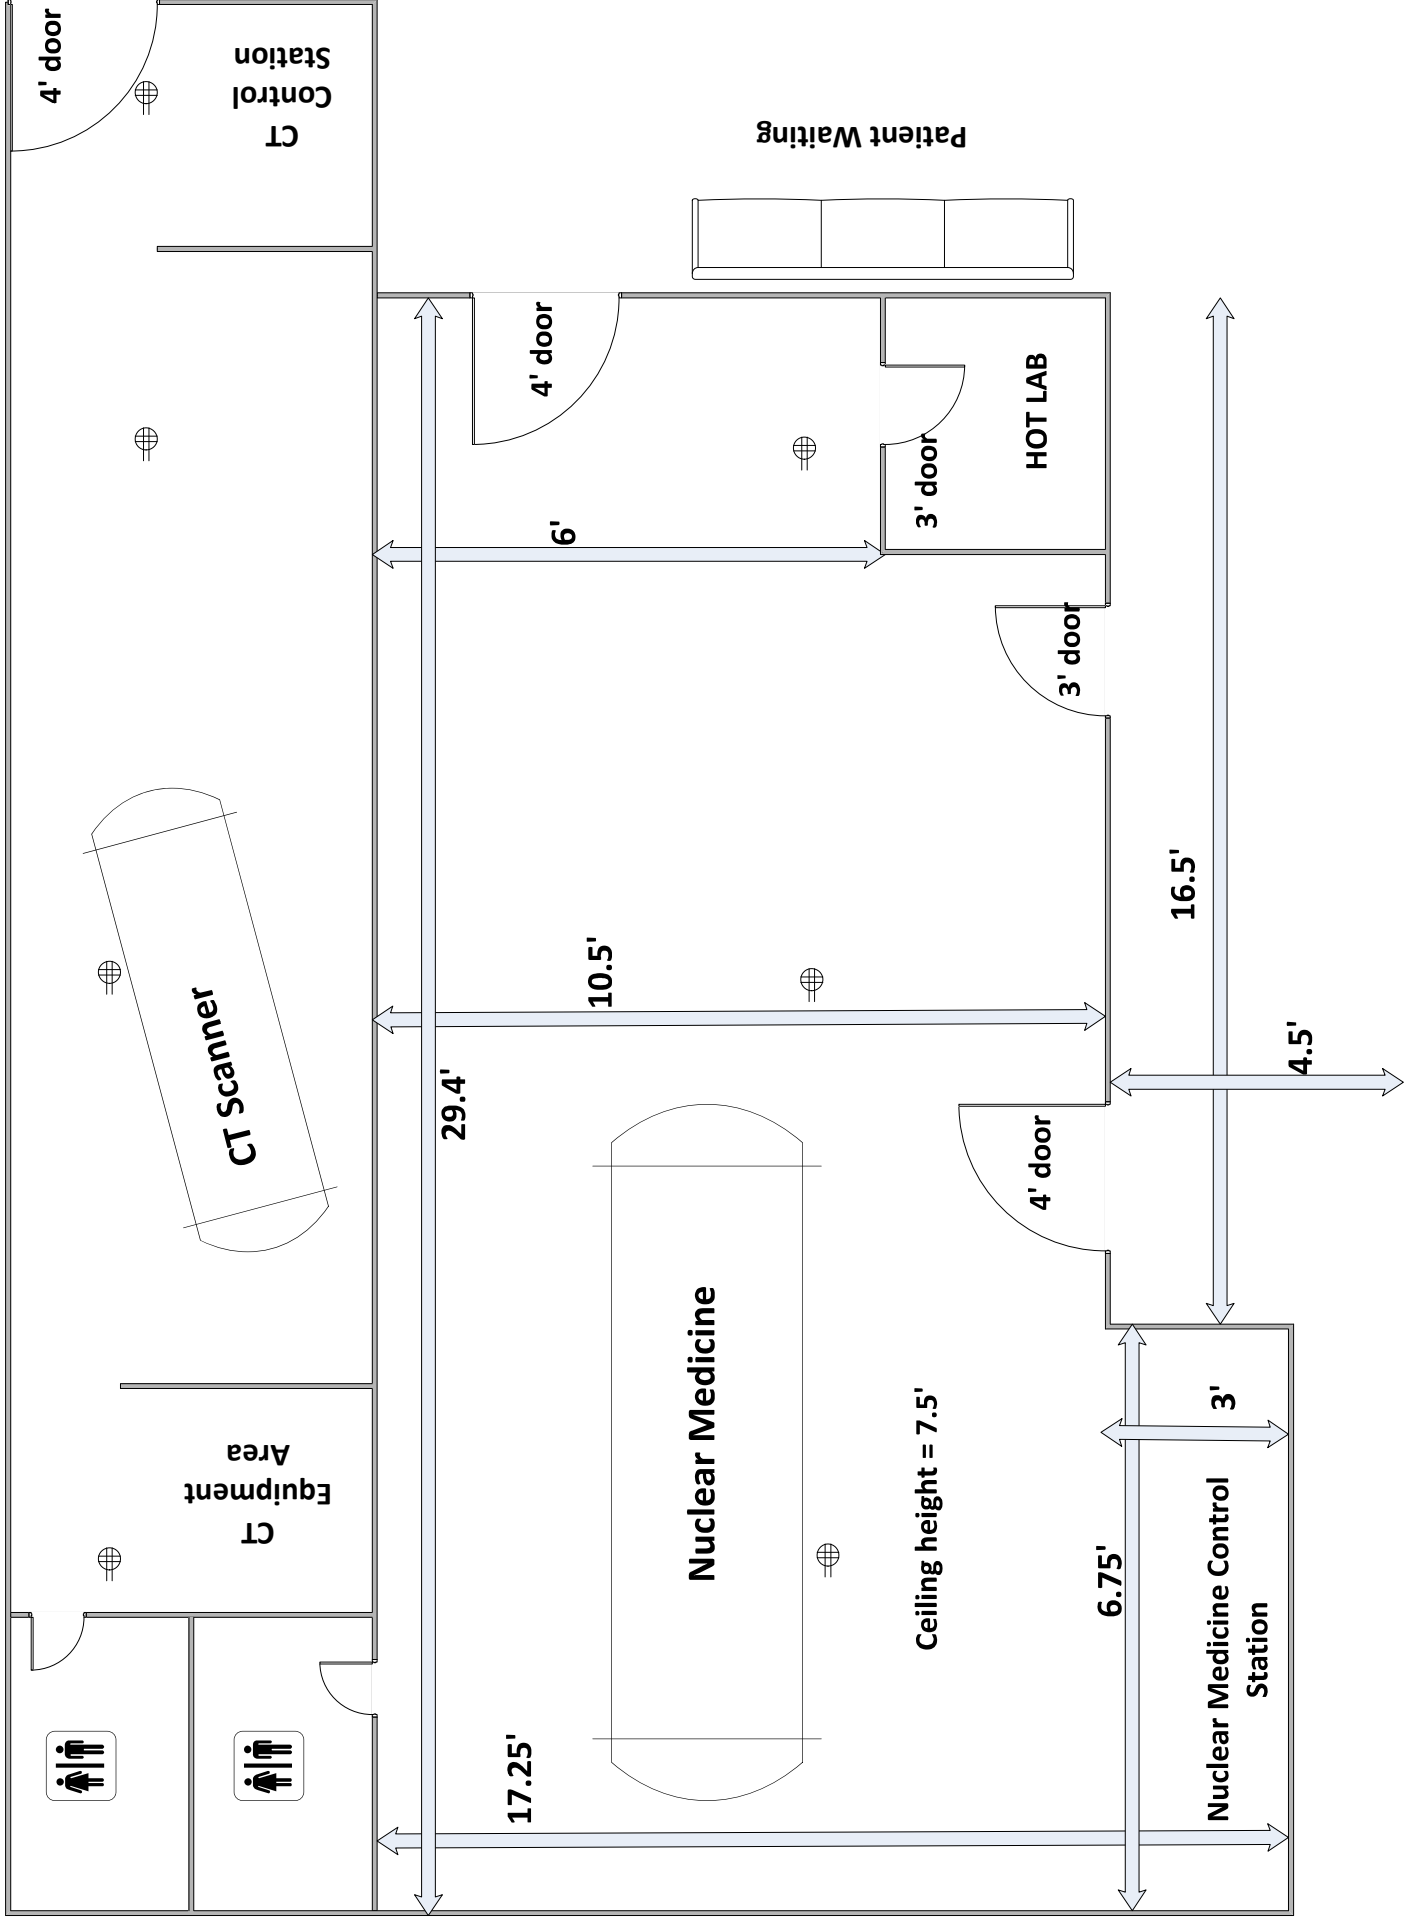 4' door
CT
Control
Station
Patient Waiting
4' door
3' door
HOT LAB
6'
3' door
CT Scanner
10.5'
16.5'
29.4'
4.5'
4' door
Nuclear Medicine
Ceiling height = 7.5'
3'
CT
Equipment
Area
6.75'
Nuclear Medicine Control
Station
17.25'